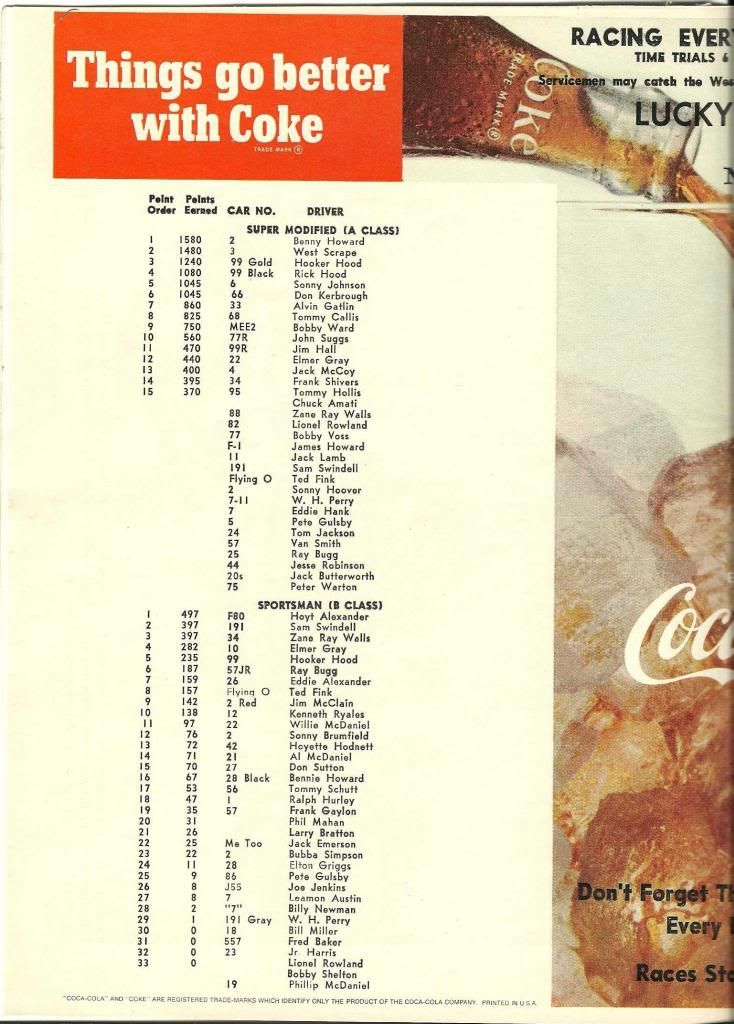 Things go better
with Coke
TRADE-MARK ®
Coke
TRADE-MARK ®
RACING EVER
TIME TRIALS 6
Servicemen may catch the Wes
LUCKY
Point Points
Order Earned CAR NO. DRIVER
SUPER MODIFIED (A CLASS)
1 1580 2 Benny Howard
2 1480 3 West Scrape
3 1240 99 Gold Hooker Hood
4 1080 99 Black Rick Hood
5 1045 6 Sonny Johnson
6 1045 66 Don Kerbrough
7 860 33 Alvin Gatlin
8 825 68 Tommy Callis
9 750 MEE2 Bobby Ward
10 560 77R John Suggs
11 470 99R Jim Hall
12 440 22 Elmer Gray
13 400 4 Jack McCoy
14 395 34 Frank Shivers
15 370 95 Tommy Hollis
Chuck Amati
88 Zane Ray Walls
82 Lionel Rowland
77 Bobby Voss
F-1 James Howard
11 Jack Lamb
191 Sam Swindell
Flying O Ted Fink
2 Sonny Hoover
7-11 W. H. Perry
7 Eddie Hank
5 Pete Gulsby
24 Tom Jackson
57 Van Smith
25 Ray Bugg
44 Jesse Robinson
20s Jack Butterworth
75 Peter Warton
SPORTSMAN (B CLASS)
1 497 F80 Hoyt Alexander
2 397 191 Sam Swindell
3 397 34 Zane Ray Walls
4 282 10 Elmer Gray
5 235 99 Hooker Hood
6 187 57JR Ray Bugg
7 159 26 Eddie Alexander
8 157 Flying O Ted Fink
9 142 2 Red Jim McClain
10 138 12 Kenneth Ryales
11 97 22 Willie McDaniel
12 76 2 Sonny Brumfield
13 72 42 Hoyette Hodnett
14 71 21 Al McDaniel
15 70 27 Don Sutton
16 67 28 Black Bennie Howard
17 53 56 Tommy Schutt
18 47 1 Ralph Hurley
19 35 57 Frank Gaylon
20 31 Phil Mahan
21 26 Larry Bratton
22 25 Me Too Jack Emerson
23 22 2 Bubba Simpson
24 11 28 Elton Griggs
25 9 86 Pete Gulsby
26 8 J55 Joe Jenkins
27 8 7 Leamon Austin
28 2 "7" Billy Newman
29 1 191 Gray W. H. Perry
30 0 18 Bill Miller
31 0 557 Fred Baker
32 0 23 Jr Harris
33 0 Lionel Rowland
Bobby Shelton
19 Phillip McDaniel
Coc
Don't Forget Th
Every
Races Sta
"COCA-COLA" AND "COKE" ARE REGISTERED TRADE-MARKS WHICH IDENTIFY ONLY THE PRODUCT OF THE COCA-COLA COMPANY. PRINTED IN U.S.A.